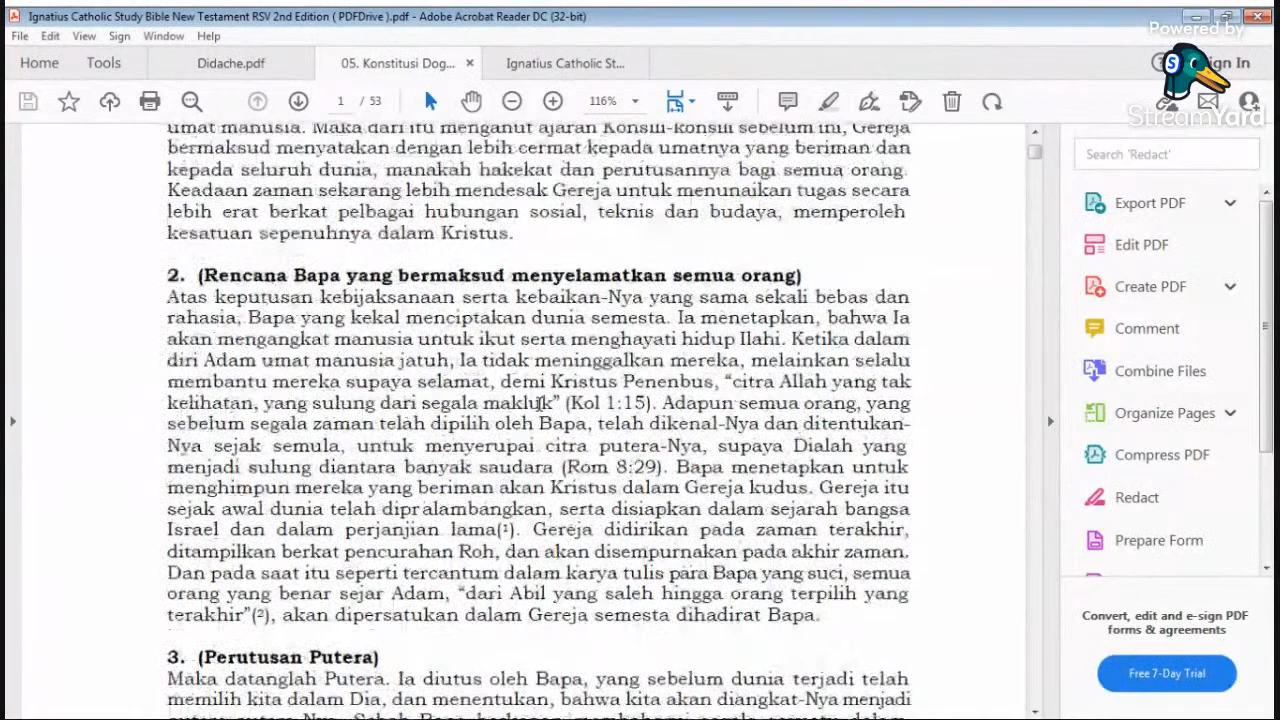 Ignatius Catholic Study Bible New Testament RSV 2nd Edition ( PDFDrive ).pdf - Adobe Acrobat Reader DC (32-bit)
Powered by
StreamYard
File Edit View Sign Window Help
Home Tools Didache.pdf 05. Konstitusi Dog... × Ignatius Catholic St... Sign In
1 / 53 116%
umat manusia. Maka dari itu menganut ajaran Konsili-konsili sebelum ini, Gereja
bermaksud menyatakan dengan lebih cermat kepada umatnya yang beriman dan
kepada seluruh dunia, manakah hakekat dan perutusannya bagi semua orang.
Keadaan zaman sekarang lebih mendesak Gereja untuk menunaikan tugas secara
lebih erat berkat pelbagai hubungan sosial, teknis dan budaya, memperoleh
kesatuan sepenuhnya dalam Kristus.
2. (Rencana Bapa yang bermaksud menyelamatkan semua orang)
Atas keputusan kebijaksanaan serta kebaikan-Nya yang sama sekali bebas dan
rahasia, Bapa yang kekal menciptakan dunia semesta. Ia menetapkan, bahwa Ia
akan mengangkat manusia untuk ikut serta menghayati hidup Ilahi. Ketika dalam
diri Adam umat manusia jatuh, Ia tidak meninggalkan mereka, melainkan selalu
membantu mereka supaya selamat, demi Kristus Penenbus, “citra Allah yang tak
kelihatan, yang sulung dari segala makluk” (Kol 1:15). Adapun semua orang, yang
sebelum segala zaman telah dipilih oleh Bapa, telah dikenal-Nya dan ditentukan-
Nya sejak semula, untuk menyerupai citra putera-Nya, supaya Dialah yang
menjadi sulung diantara banyak saudara (Rom 8:29). Bapa menetapkan untuk
menghimpun mereka yang beriman akan Kristus dalam Gereja kudus. Gereja itu
sejak awal dunia telah dipralambangkan, serta disiapkan dalam sejarah bangsa
Israel dan dalam perjanjian lama(¹). Gereja didirikan pada zaman terakhir,
ditampilkan berkat pencurahan Roh, dan akan disempurnakan pada akhir zaman.
Dan pada saat itu seperti tercantum dalam karya tulis para Bapa yang suci, semua
orang yang benar sejar Adam, “dari Abil yang saleh hingga orang terpilih yang
terakhir”(²), akan dipersatukan dalam Gereja semesta dihadirat Bapa.
3. (Perutusan Putera)
Maka datanglah Putera. Ia diutus oleh Bapa, yang sebelum dunia terjadi telah
memilih kita dalam Dia, dan menentukan, bahwa kita akan diangkat-Nya menjadi
Search 'Redact'
Export PDF
Edit PDF
Create PDF
Comment
Combine Files
Organize Pages
Compress PDF
Redact
Prepare Form
Convert, edit and e-sign PDF
forms & agreements
Free 7-Day Trial